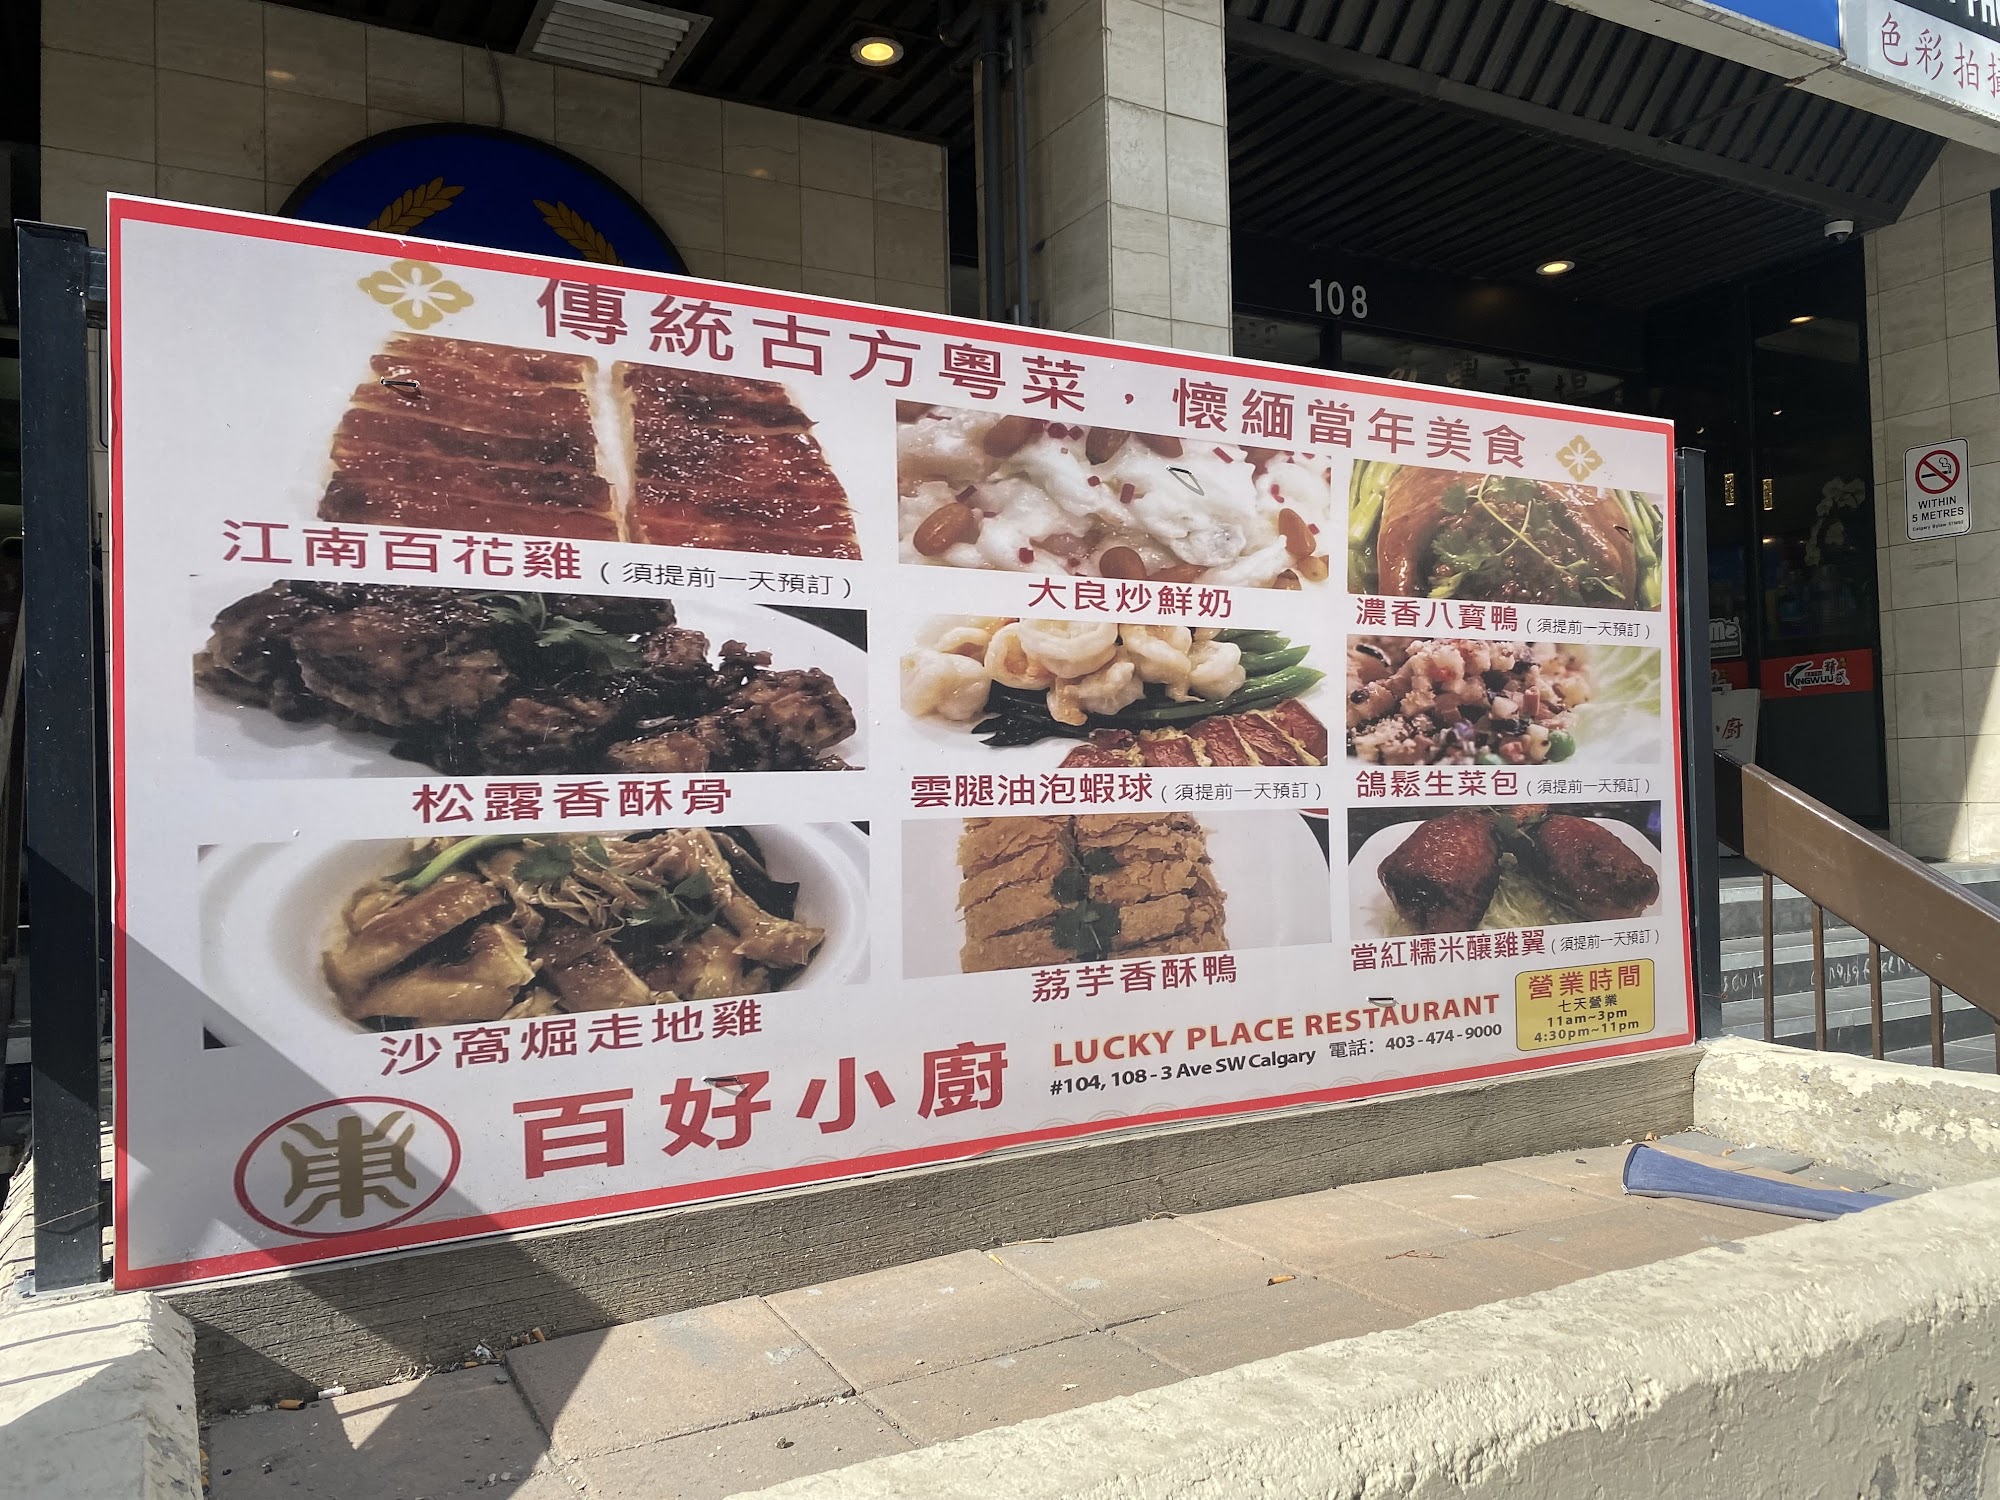 色彩拍攝
108
傳統古方粵菜，懷緬當年美食
江南百花雞（須提前一天預訂）
大良炒鮮奶
濃香八寶鴨（須提前一天預訂）
松露香酥骨
雲腿油泡蝦球（須提前一天預訂）
鴿鬆生菜包（須提前一天預訂）
沙窩焗走地雞
荔芋香酥鴨
當紅糯米釀雞翼（須提前一天預訂）
百好小廚
LUCKY PLACE RESTAURANT
#104, 108 - 3 Ave SW Calgary 電話: 403-474-9000
營業時間
七天營業
11am~3pm
4:30pm~11pm
WITHIN
5 METRES
Calgary Bylaw 57M92
KINGWUU
小廚